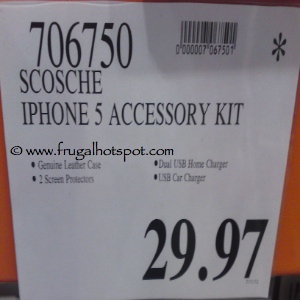 706750
0000007067501
*
SCOSCHE
IPHONE 5 ACCESSORY KIT
© www.frugalhotspot.com
• Genuine Leather Case
• Dual USB Home Charger
• 2 Screen Protectors
• USB Car Charger
29.97